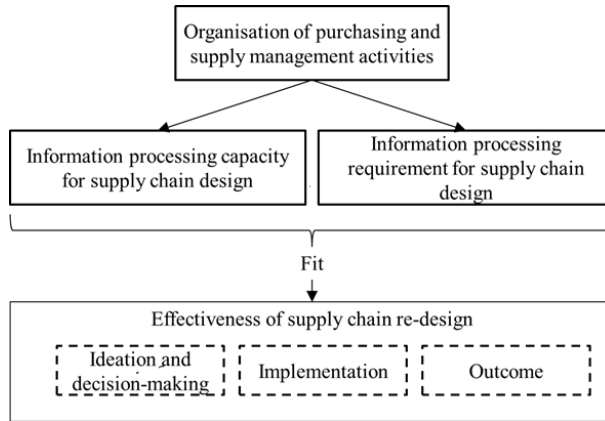 Organisation of purchasing and
supply management activities
Information processing capacity
for supply chain design
Information processing
requirement for supply chain
design
Fit
Effectiveness of supply chain re-design
Ideation and
decision-making
Implementation
Outcome